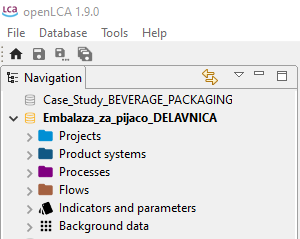 LCA openLCA 1.9.0
File Database Tools Help
Navigation
Case_Study_BEVERAGE_PACKAGING
Embalaza_za_pijaco_DELAVNICA
Projects
Product systems
Processes
Flows
Indicators and parameters
Background data